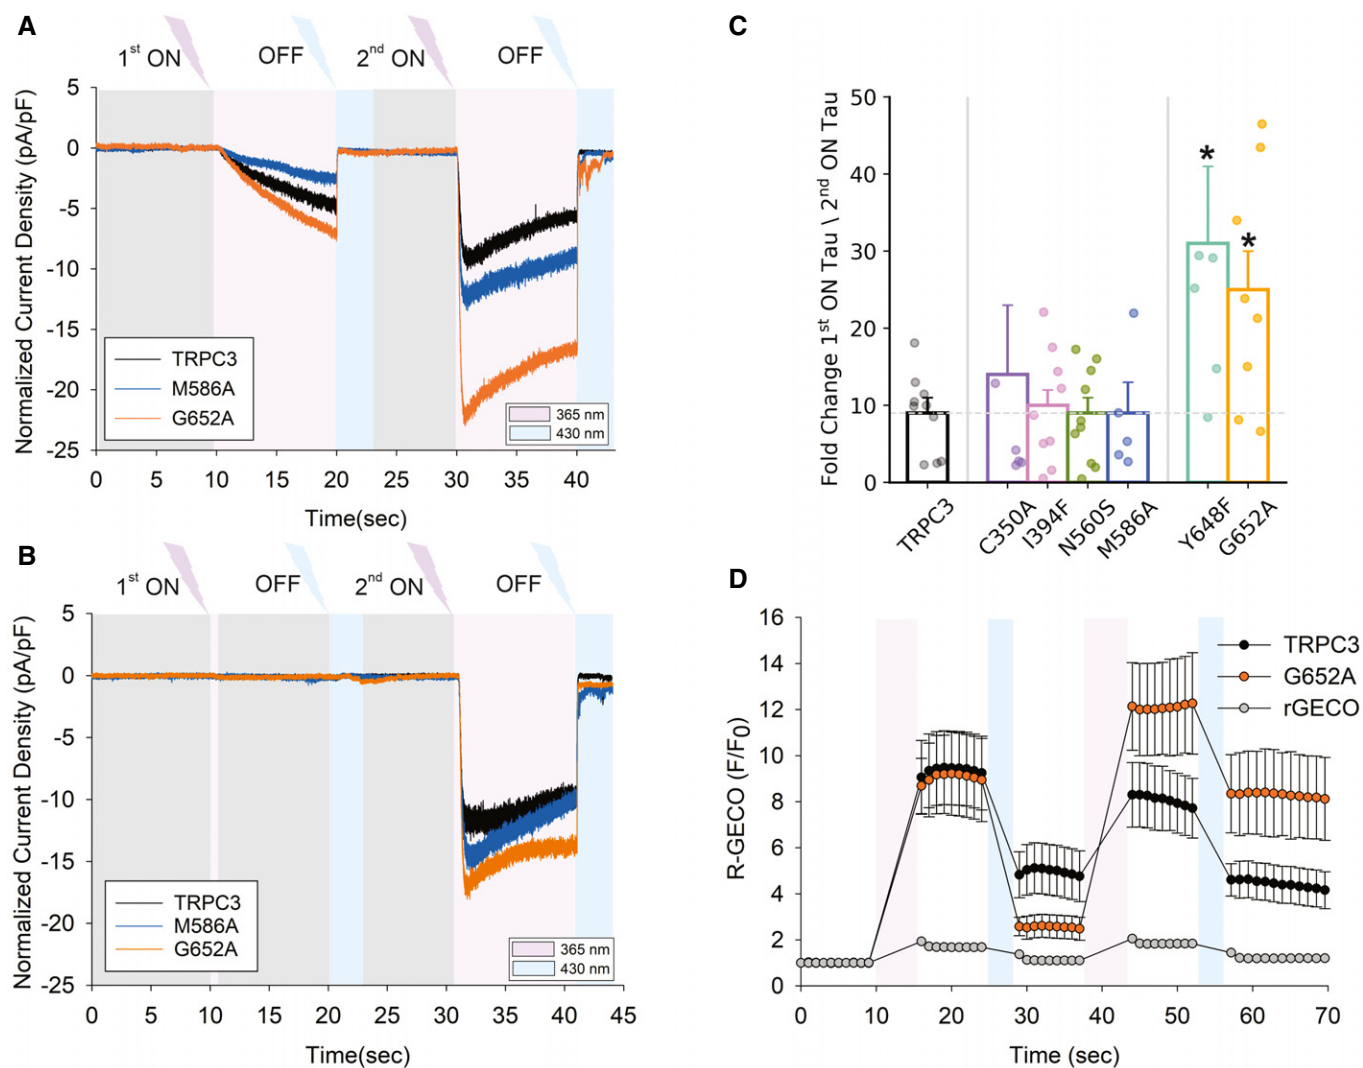 A
1st ON
OFF
2nd ON
OFF
Normalized Current Density (pA/pF)
5
0
-5
-10
-15
-20
-25
TRPC3
M586A
G652A
365 nm
430 nm
0
5
10
15
20
25
30
35
40
Time(sec)
B
1st ON
OFF
2nd ON
OFF
Normalized Current Density (pA/pF)
5
0
-5
-10
-15
-20
-25
TRPC3
M586A
G652A
365 nm
430 nm
0
5
10
15
20
25
30
35
40
45
Time(sec)
C
Fold Change 1st ON Tau \ 2nd ON Tau
50
40
30
20
10
0
*
*
TRPC3
C350A
I394F
N560S
M586A
Y648F
G652A
D
R-GECO (F/F0)
16
14
12
10
8
6
4
2
0
TRPC3
G652A
rGECO
0
10
20
30
40
50
60
70
Time (sec)